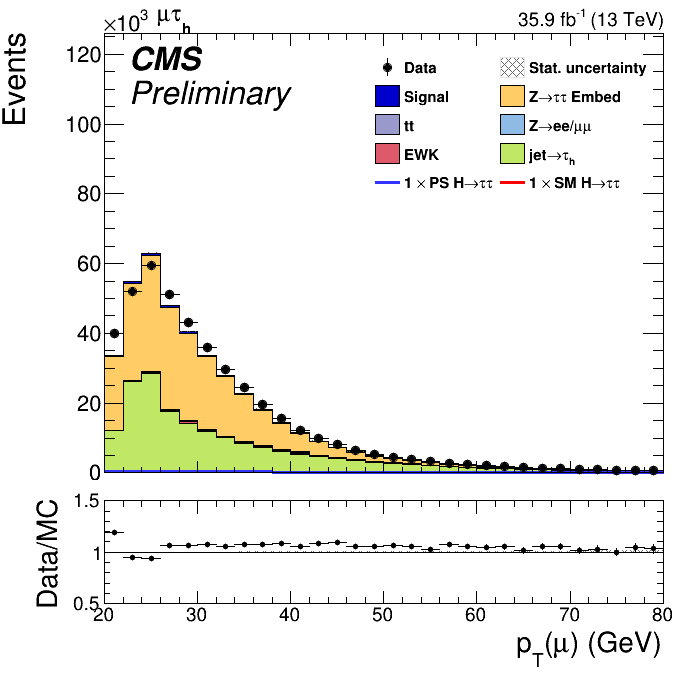 ×10³ μτh 35.9 fb⁻¹ (13 TeV)
CMS
Preliminary
Data Stat. uncertainty
Signal Z→ττ Embed
tt Z→ee/μμ
EWK jet→τh
1 × PS H→ττ 1 × SM H→ττ
Events
120
100
80
60
40
20
0
Data/MC
1.5
1
0.5
20 30 40 50 60 70 80
pT(μ) (GeV)